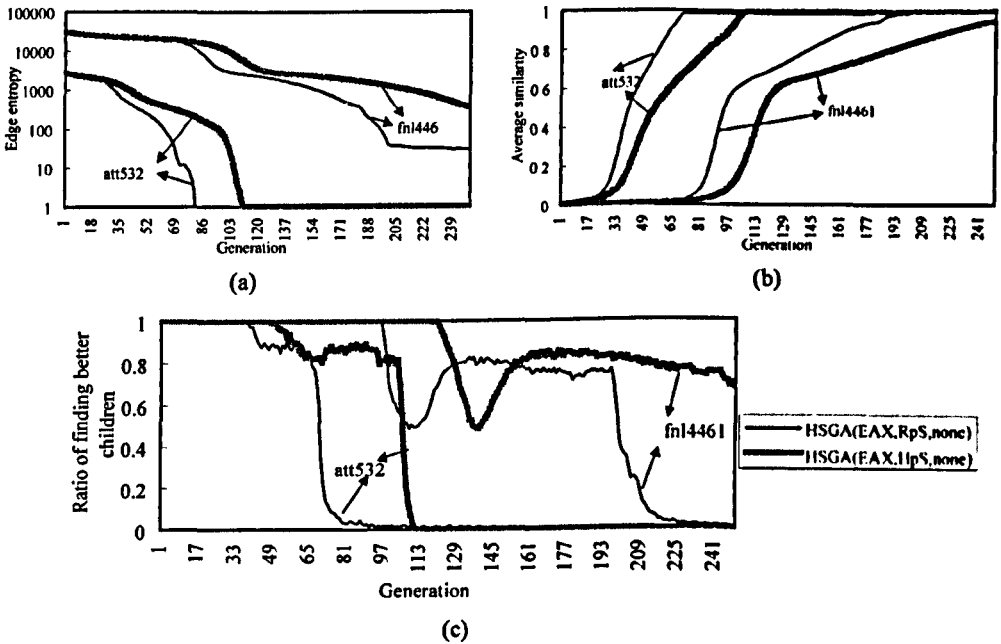 100000
10000
1000
100
10
1
Edge entropy
att532
fnl446
1 18 35 52 69 86 103 120 137 154 171 188 205 222 239
Generation
(a)
1
0 8
0 6
0 4
0 2
0
Average similarity
att532
fnl4461
1 17 33 49 65 81 97 113 129 145 161 177 193 209 225 241
Generation
(b)
1
0.8
0.6
0.4
0.2
0
Ratio of finding better
children
att532
fnl4461
1 17 33 49 65 81 97 113 129 145 161 177 193 209 225 241
Generation
(c)
HSGA(EAX,RpS,none)
HSGA(EAX,HpS,none)